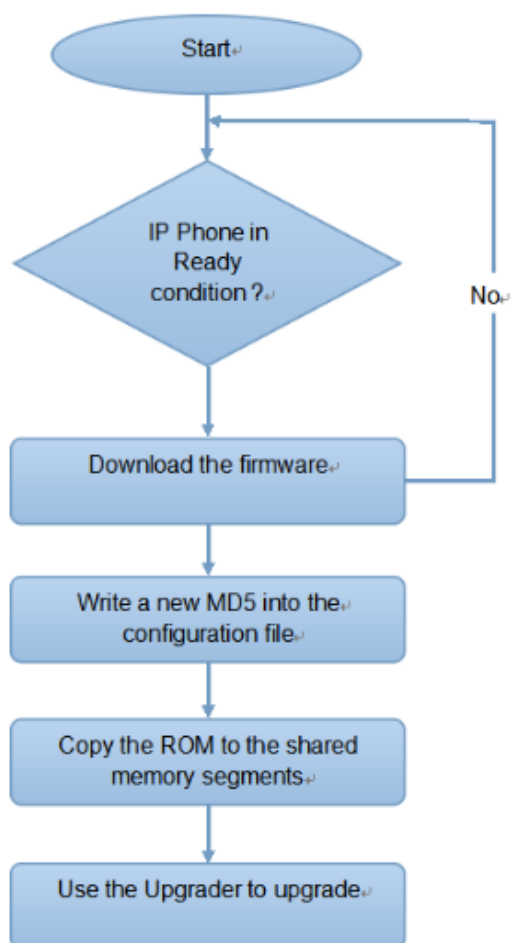 Start
IP Phone in
Ready
condition?
No
Download the firmware
Write a new MD5 into the
configuration file
Copy the ROM to the shared
memory segments
Use the Upgrader to upgrade